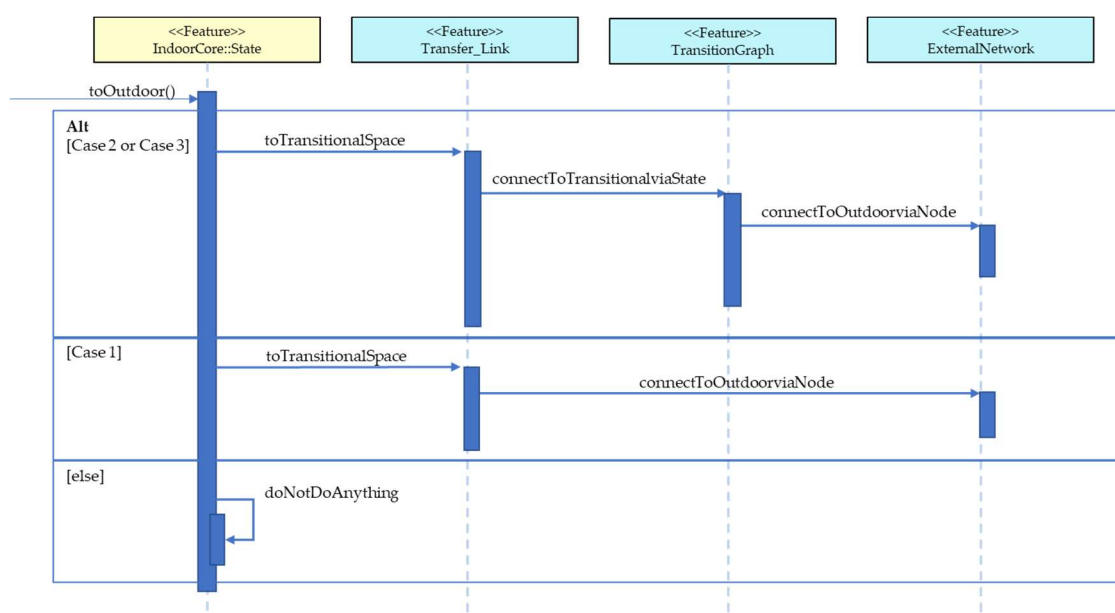 <<Feature>>
IndoorCore::State
<<Feature>>
Transfer_Link
<<Feature>>
TransitionGraph
<<Feature>>
ExternalNetwork
toOutdoor()
Alt
[Case 2 or Case 3]
toTransitionalSpace
connectToTransitionalviaState
connectToOutdoorviaNode
[Case 1]
toTransitionalSpace
connectToOutdoorviaNode
[else]
doNotDoAnything